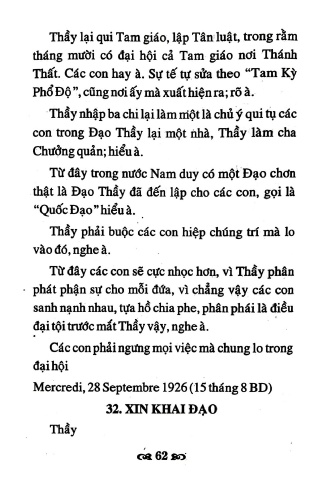 Thầy lại qui Tam giáo, lập Tân luật, trong rằm
tháng mười có đại hội cả Tam giáo nơi Thánh
Thất. Các con hay à. Sự tế tự sửa theo “Tam Kỳ
Phổ Độ”, cũng nơi ấy mà xuất hiện ra; rõ à.
Thầy nhập ba chi lại làm một là chủ ý qui tụ các
con trong Đạo Thầy lại một nhà, Thầy làm cha
Chưởng quản; hiểu à.
Từ đây trong nước Nam duy có một Đạo chơn
thật là Đạo Thầy đã đến lập cho các con, gọi là
“Quốc Đạo” hiểu à.
Thầy phải buộc các con hiệp chúng trí mà lo
vào đó, nghe à.
Từ đây các con sẽ cực nhọc hơn, vì Thầy phân
phát phận sự cho mỗi đứa, vì chẳng vậy các con
sanh nạnh nhau, tựa hồ chia phe, phân phái là điều
đại tội trước mắt Thầy vậy, nghe à.
Các con phải ngưng mọi việc mà chung lo trong
đại hội
Mercredi, 28 Septembre 1926 (15 tháng 8 BD)
32. XIN KHAI ĐẠO
Thầy
62